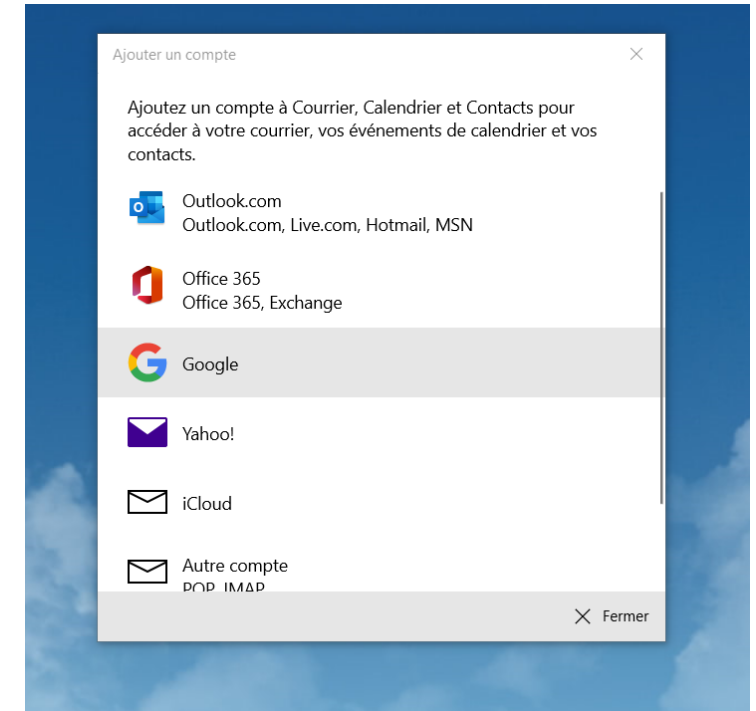 Ajouter un compte
Ajoutez un compte à Courrier, Calendrier et Contacts pour
accéder à votre courrier, vos événements de calendrier et vos
contacts.
Outlook.com
Outlook.com, Live.com, Hotmail, MSN
Office 365
Office 365, Exchange
Google
Yahoo!
iCloud
Autre compte
POP, IMAP
Fermer